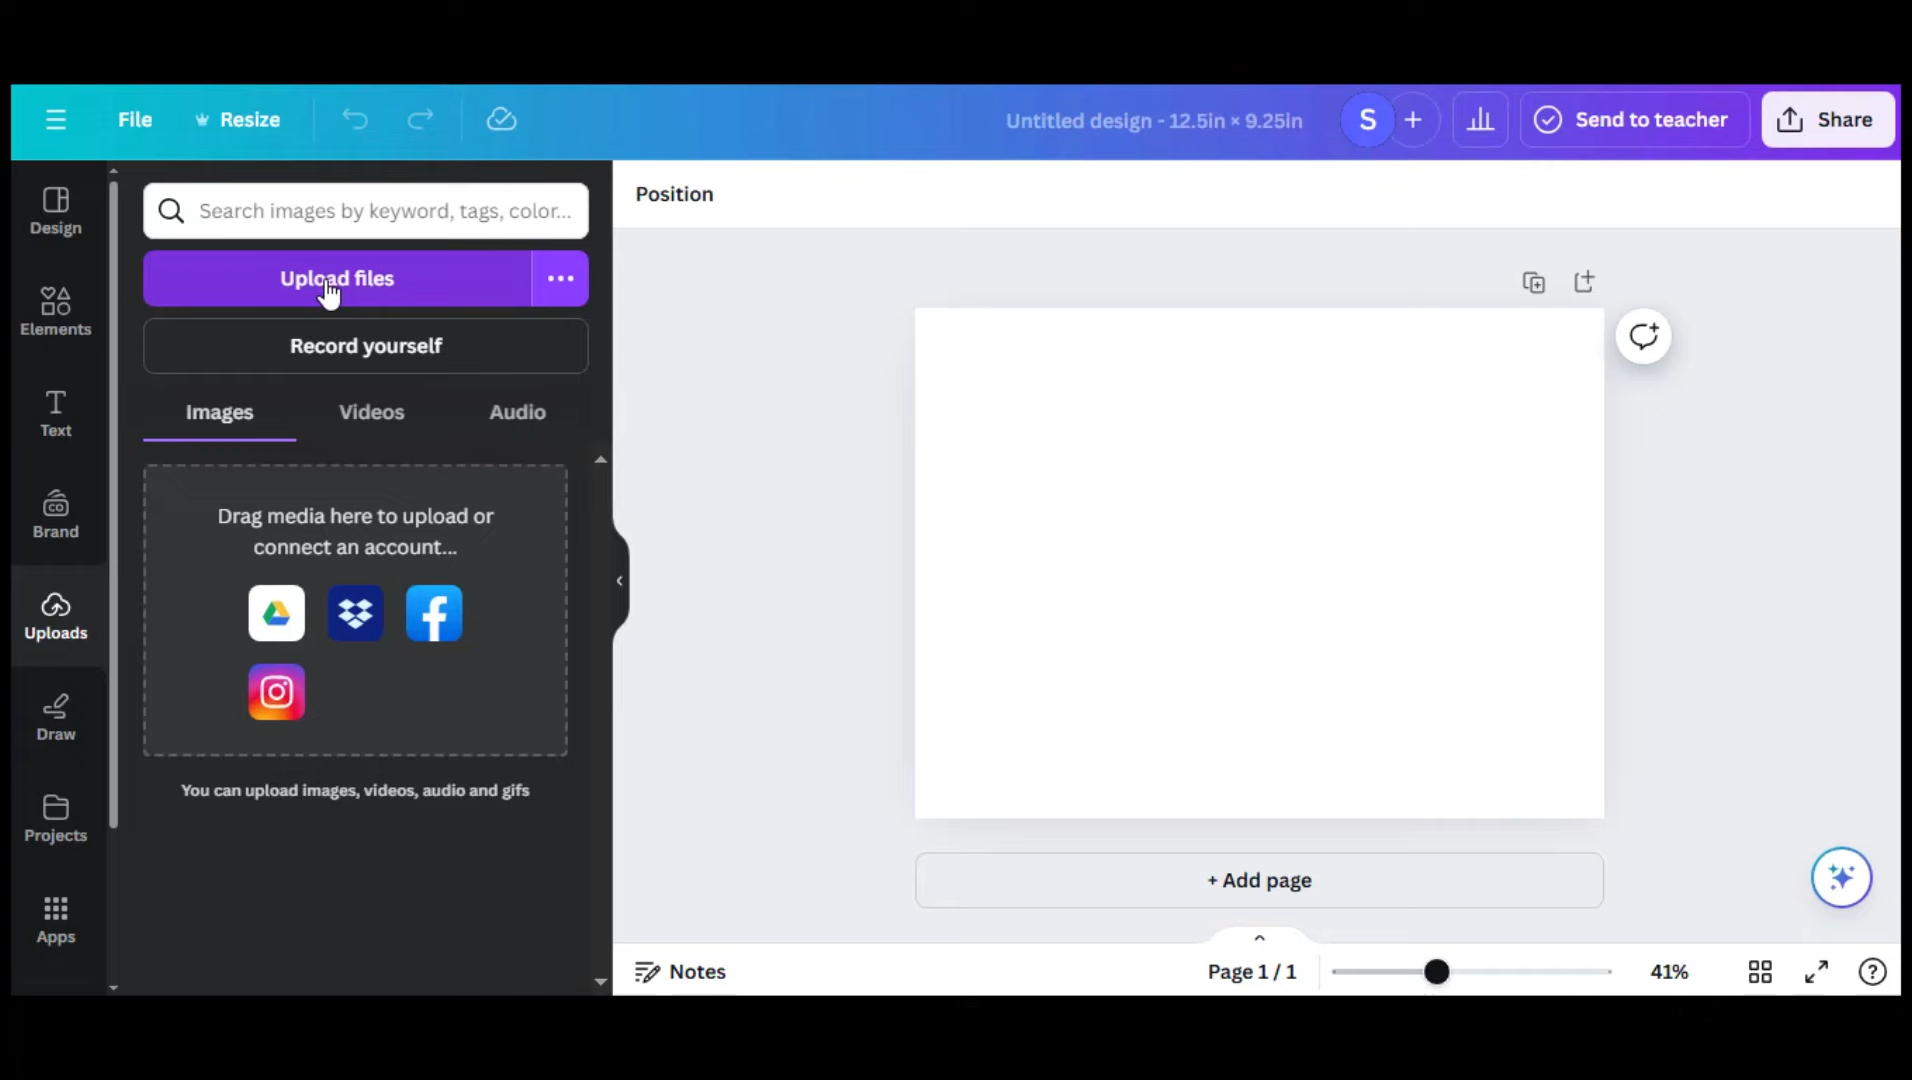 File
Resize
Untitled design - 12.5in × 9.25in
S
+
Send to teacher
Share
Design
Elements
Text
Brand
Uploads
Draw
Projects
Apps
Search images by keyword, tags, color...
Upload files
Record yourself
Images
Videos
Audio
Drag media here to upload or
connect an account...
You can upload images, videos, audio and gifs
Position
+ Add page
Notes
Page 1 / 1
41%